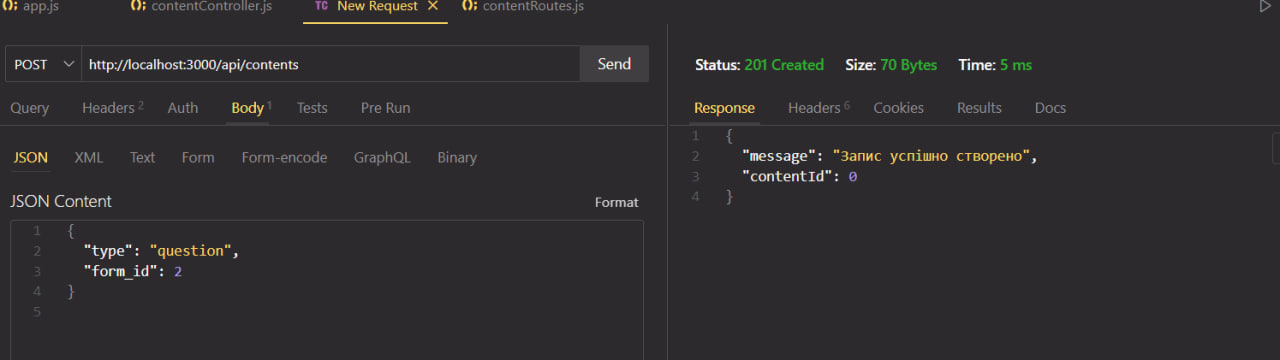 app.js contentController.js TC New Request contentRoutes.js
POST http://localhost:3000/api/contents Send
Query Headers 2 Auth Body 1 Tests Pre Run
JSON XML Text Form Form-encode GraphQL Binary
JSON Content Format
1 {
2 "type": "question",
3 "form_id": 2
4 }
5
Status: 201 Created Size: 70 Bytes Time: 5 ms
Response Headers 6 Cookies Results Docs
1 {
2 "message": "Запис успішно створено",
3 "contentId": 0
4 }